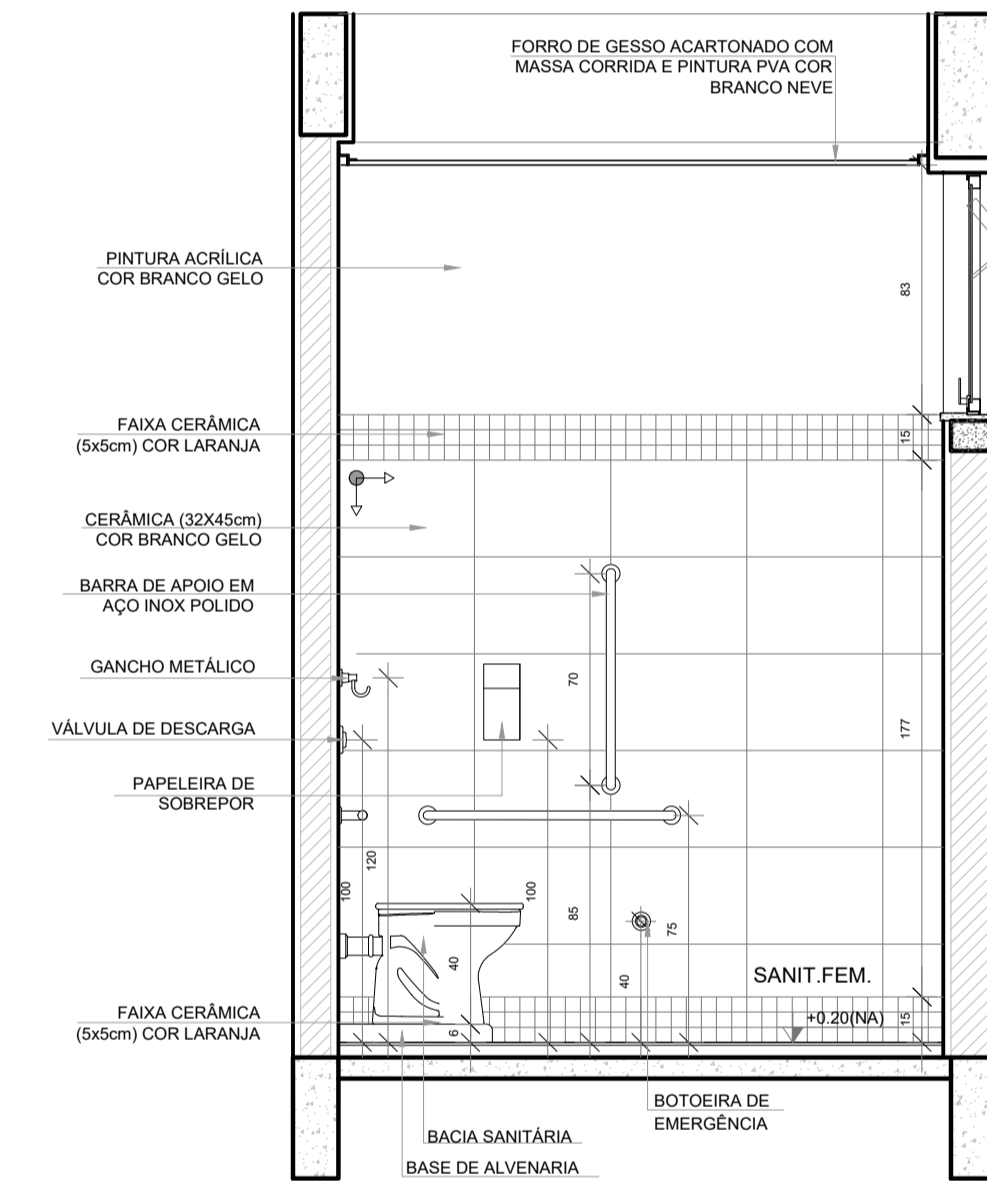 FORRO DE GESSO ACARTONADO COM
MASSA CORRIDA E PINTURA PVA COR
BRANCO NEVE
PINTURA ACRÍLICA
COR BRANCO GELO
83
FAIXA CERÂMICA
(5x5cm) COR LARANJA
15
CERÂMICA (32X45cm)
COR BRANCO GELO
BARRA DE APOIO EM
AÇO INOX POLIDO
GANCHO METÁLICO
70
VÁLVULA DE DESCARGA
177
PAPELEIRA DE
SOBREPOR
120
100
100
85
75
40
40
SANIT.FEM.
FAIXA CERÂMICA
(5x5cm) COR LARANJA
6
+0.20(NA)
15
BOTOEIRA DE
EMERGÊNCIA
BACIA SANITÁRIA
BASE DE ALVENARIA